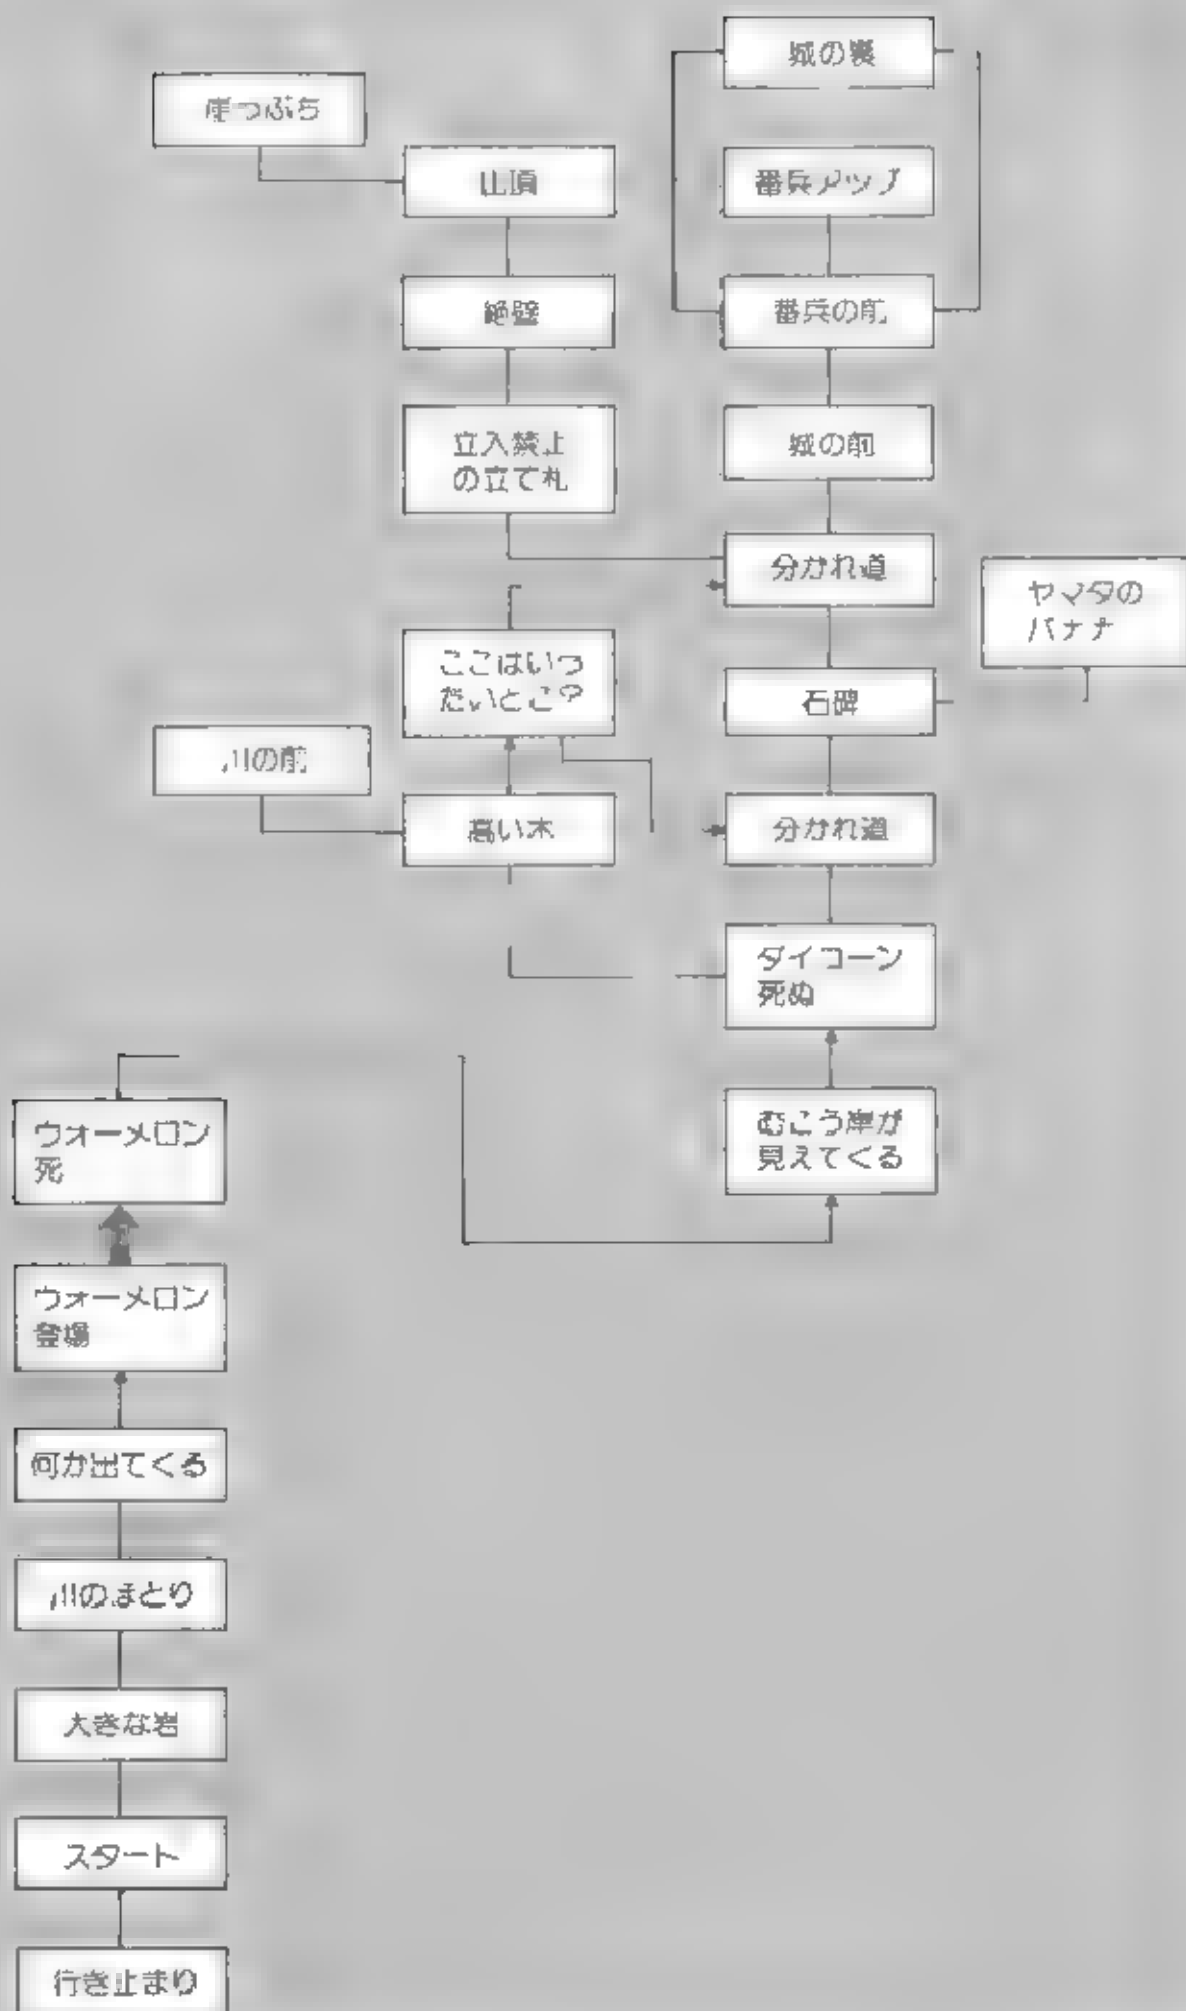 城の裏
崖っぷち
山頂
番兵アップ
絶壁
番兵の前
立入禁止
の立て札
城の前
分かれ道
ヤマタの
バナナ
ここはいっ
たいどこ?
石碑
川の前
高い木
分かれ道
ダイコーン
死ぬ
ウォーメロン
死
むこう岸が
見えてくる
ウォーメロン
登場
何か出てくる
川のほとり
大きな岩
スタート
行き止まり